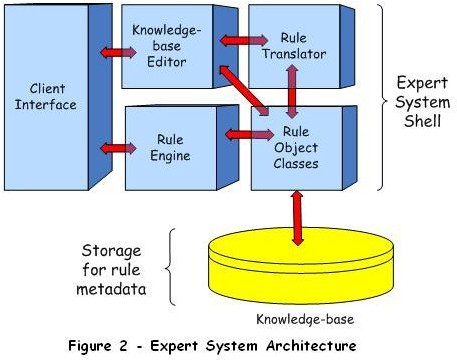 Client
Interface
Knowledge-
base
Editor
Rule
Translator
Rule
Engine
Rule
Object
Classes
Expert
System
Shell
Storage
for rule
metadata
Knowledge-base
Figure 2 - Expert System Architecture